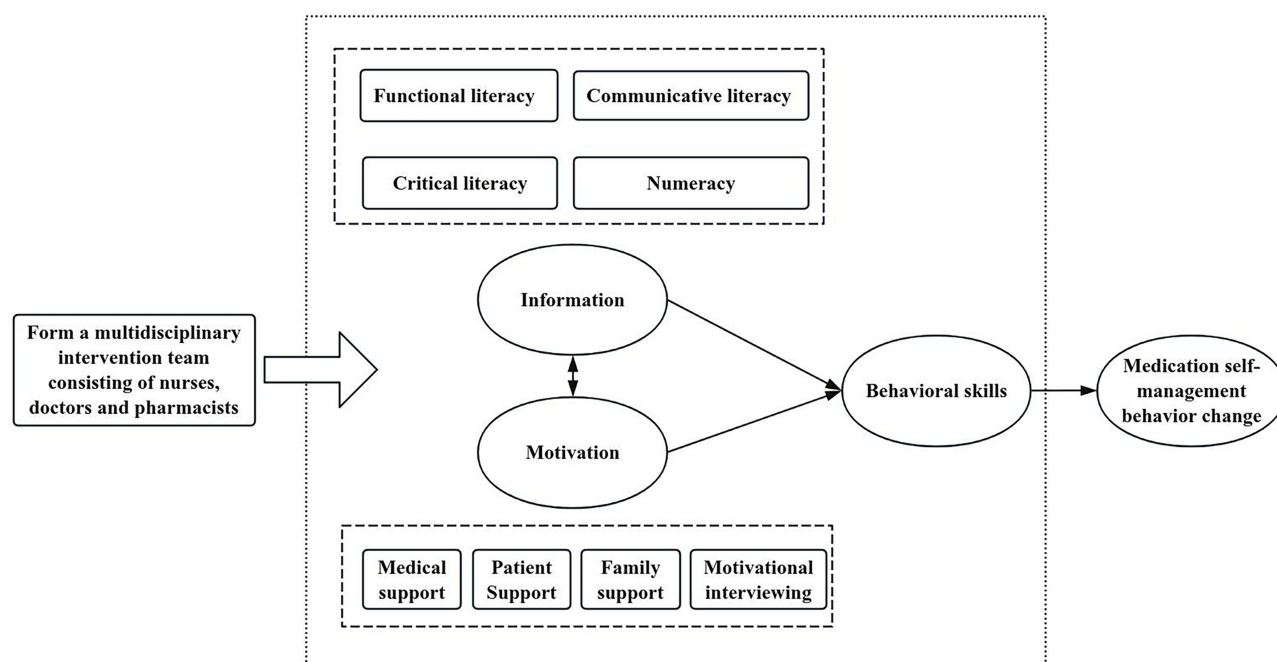 Functional literacy
Communicative literacy
Critical literacy
Numeracy
Information
Form a multidisciplinary
intervention team
consisting of nurses,
doctors and pharmacists
Behavioral skills
Medication self-
management
behavior change
Motivation
Medical
support
Patient
Support
Family
support
Motivational
interviewing